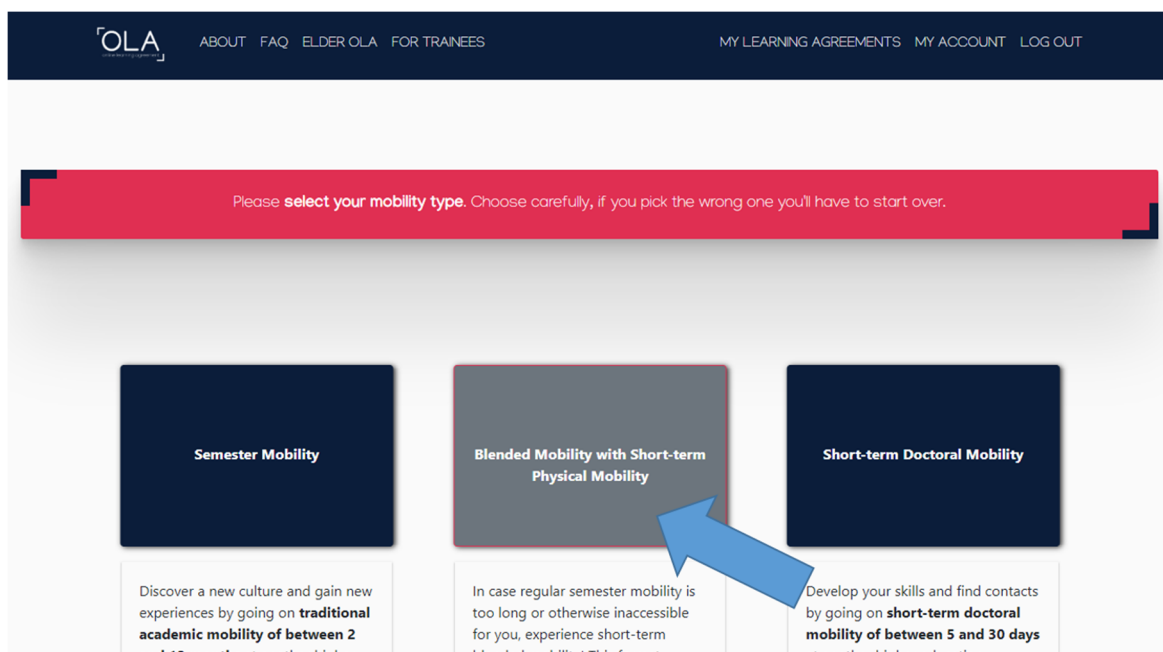 OLA
ABOUT FAQ ELDER OLA FOR TRAINEES MY LEARNING AGREEMENTS MY ACCOUNT LOG OUT
Please select your mobility type. Choose carefully, if you pick the wrong one you'll have to start over.
Semester Mobility
Blended Mobility with Short-term
Physical Mobility
Short-term Doctoral Mobility
Discover a new culture and gain new
experiences by going on traditional
academic mobility of between 2
In case regular semester mobility is
too long or otherwise inaccessible
for you, experience short-term
Develop your skills and find contacts
by going on short-term doctoral
mobility of between 5 and 30 days